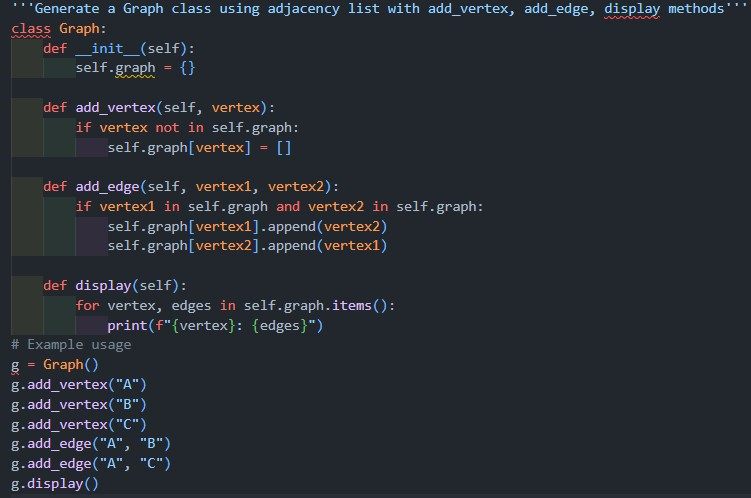 '''Generate a Graph class using adjacency list with add_vertex, add_edge, display methods'''
class Graph:
    def __init__(self):
        self.graph = {}

    def add_vertex(self, vertex):
        if vertex not in self.graph:
            self.graph[vertex] = []

    def add_edge(self, vertex1, vertex2):
        if vertex1 in self.graph and vertex2 in self.graph:
            self.graph[vertex1].append(vertex2)
            self.graph[vertex2].append(vertex1)

    def display(self):
        for vertex, edges in self.graph.items():
            print(f"{vertex}: {edges}")
# Example usage
g = Graph()
g.add_vertex("A")
g.add_vertex("B")
g.add_vertex("C")
g.add_edge("A", "B")
g.add_edge("A", "C")
g.display()